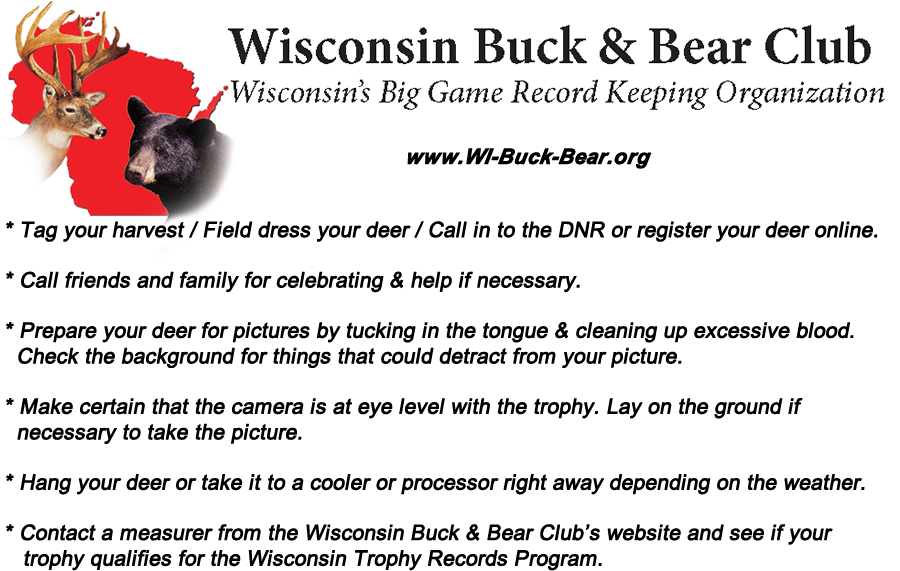 Wisconsin Buck & Bear Club
Wisconsin's Big Game Record Keeping Organization
www.WI-Buck-Bear.org
* Tag your harvest / Field dress your deer / Call in to the DNR or register your deer online.
* Call friends and family for celebrating & help if necessary.
* Prepare your deer for pictures by tucking in the tongue & cleaning up excessive blood.
Check the background for things that could detract from your picture.
* Make certain that the camera is at eye level with the trophy. Lay on the ground if
necessary to take the picture.
* Hang your deer or take it to a cooler or processor right away depending on the weather.
* Contact a measurer from the Wisconsin Buck & Bear Club’s website and see if your
trophy qualifies for the Wisconsin Trophy Records Program.